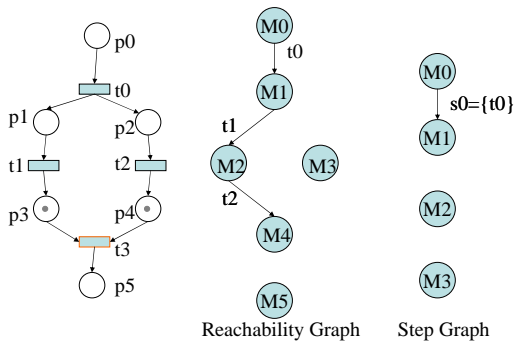 p0
t0
p1
p2
t1
t2
p3
p4
t3
p5
M0
t0
M1
t1
M2
M3
t2
M4
M5
Reachability Graph
M0
s0={t0}
M1
M2
M3
Step Graph